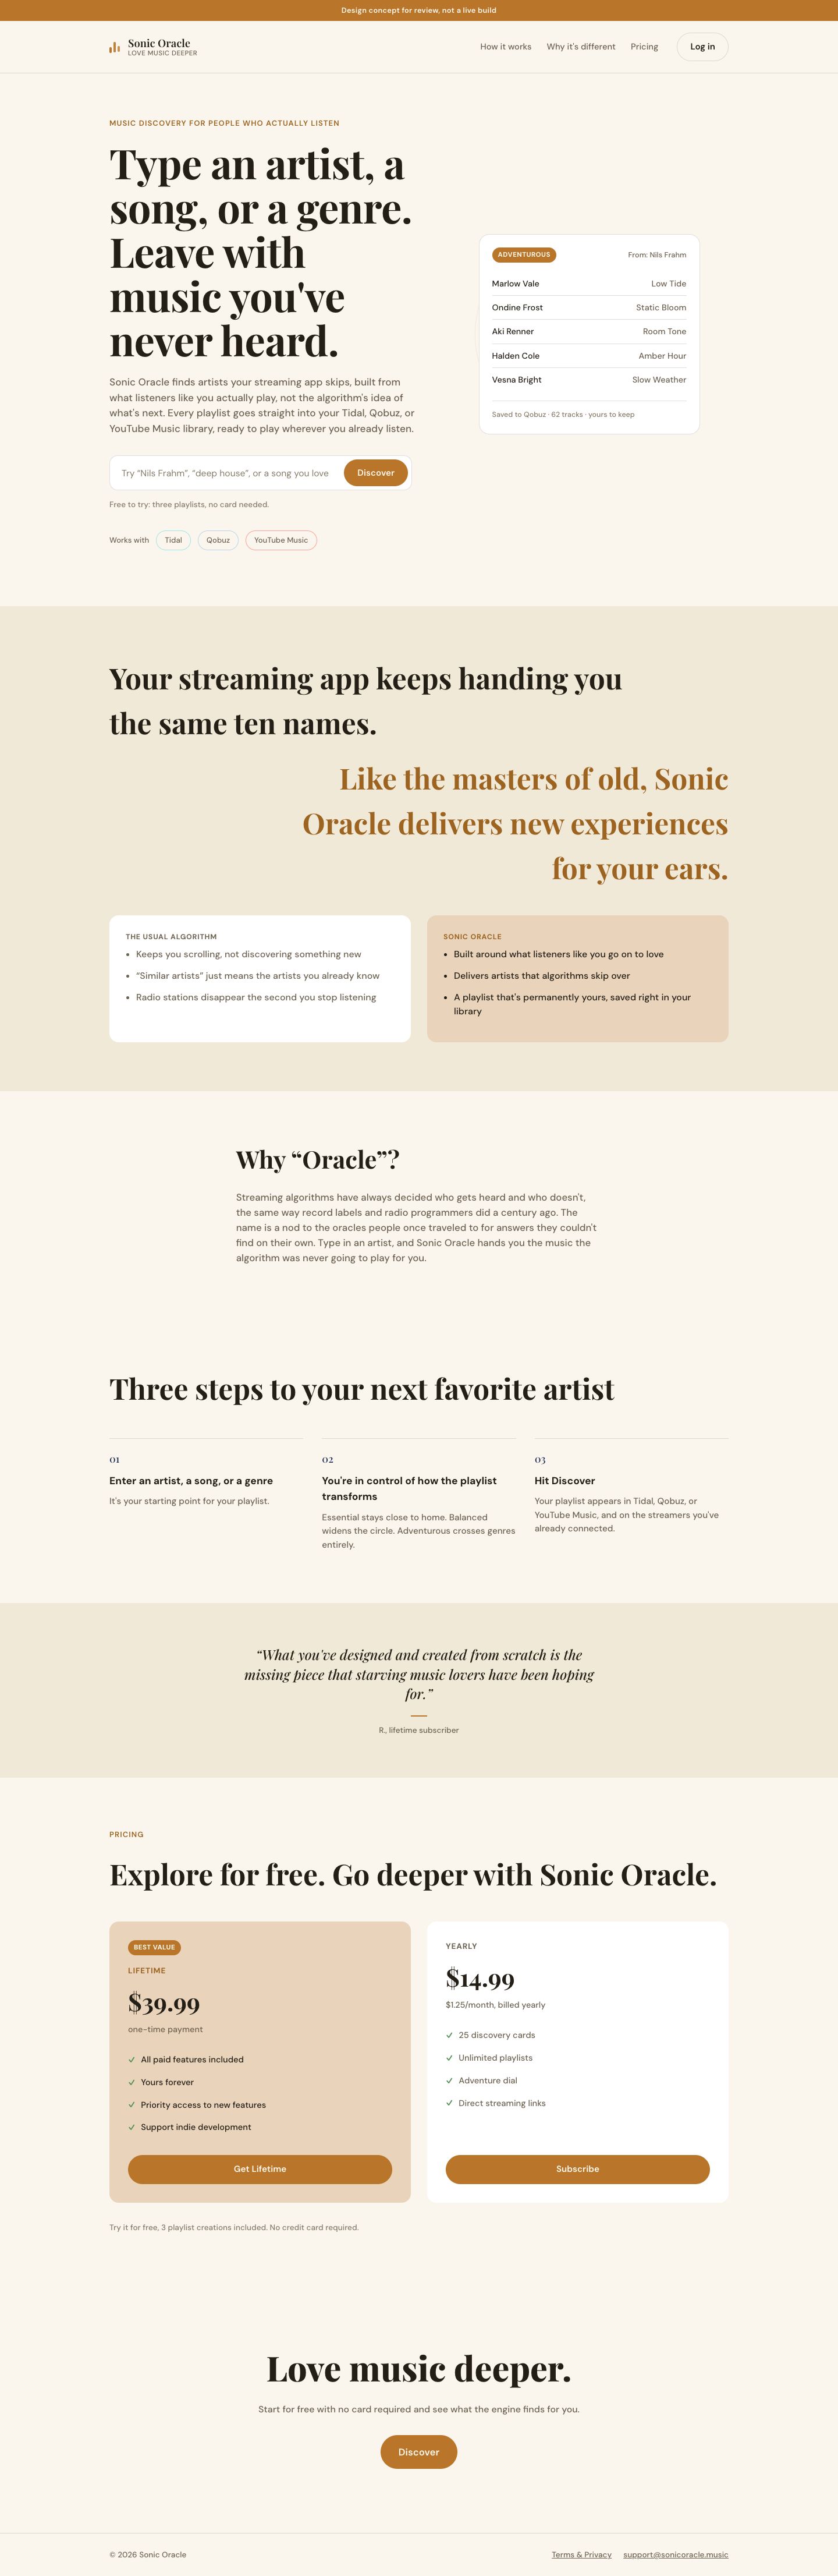 Design concept for review, not a live build
Sonic Oracle
LOVE MUSIC DEEPER
How it works
Why it's different
Pricing
Log in
MUSIC DISCOVERY FOR PEOPLE WHO ACTUALLY LISTEN
Type an artist, a
song, or a genre.
Leave with
music you've
never heard.
Sonic Oracle finds artists your streaming app skips, built from
what listeners like you actually play, not the algorithm's idea of
what's next. Every playlist goes straight into your Tidal, Qobuz, or
YouTube Music library, ready to play wherever you already listen.
Try “Nils Frahm”, “deep house”, or a song you love
Discover
Free to try: three playlists, no card needed.
Works with
Tidal
Qobuz
YouTube Music
ADVENTUROUS
From: Nils Frahm
Marlow Vale
Low Tide
Ondine Frost
Static Bloom
Aki Renner
Room Tone
Halden Cole
Amber Hour
Vesna Bright
Slow Weather
Saved to Qobuz · 62 tracks · yours to keep
Your streaming app keeps handing you
the same ten names.
Like the masters of old, Sonic
Oracle delivers new experiences
for your ears.
THE USUAL ALGORITHM
• Keeps you scrolling, not discovering something new
• “Similar artists” just means the artists you already know
• Radio stations disappear the second you stop listening
SONIC ORACLE
• Built around what listeners like you go on to love
• Delivers artists that algorithms skip over
• A playlist that's permanently yours, saved right in your
library
Why “Oracle”?
Streaming algorithms have always decided who gets heard and who doesn't,
the same way record labels and radio programmers did a century ago. The
name is a nod to the oracles people once traveled to for answers they couldn't
find on their own. Type in an artist, and Sonic Oracle hands you the music the
algorithm was never going to play for you.
Three steps to your next favorite artist
01
Enter an artist, a song, or a genre
It's your starting point for your playlist.
02
You're in control of how the playlist
transforms
Essential stays close to home. Balanced
widens the circle. Adventurous crosses genres
entirely.
03
Hit Discover
Your playlist appears in Tidal, Qobuz, or
YouTube Music, and on the streamers you've
already connected.
“What you've designed and created from scratch is the
missing piece that starving music lovers have been hoping
for.”
R., lifetime subscriber
PRICING
Explore for free. Go deeper with Sonic Oracle.
BEST VALUE
LIFETIME
$39.99
one-time payment
✓ All paid features included
✓ Yours forever
✓ Priority access to new features
✓ Support indie development
Get Lifetime
YEARLY
$14.99
$1.25/month, billed yearly
✓ 25 discovery cards
✓ Unlimited playlists
✓ Adventure dial
✓ Direct streaming links
Subscribe
Try it for free, 3 playlist creations included. No credit card required.
Love music deeper.
Start for free with no card required and see what the engine finds for you.
Discover
© 2026 Sonic Oracle
Terms & Privacy
support@sonicoracle.music